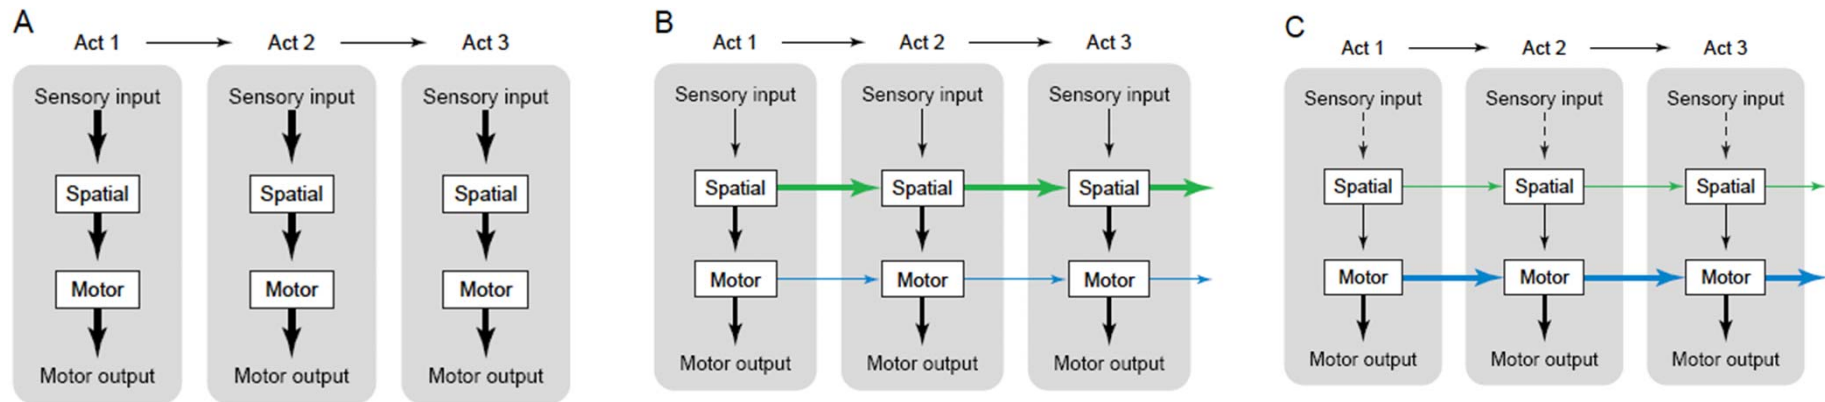 A
Act 1 Act 2 Act 3
Sensory input Sensory input Sensory input
Spatial Spatial Spatial
Motor Motor Motor
Motor output Motor output Motor output
B
Act 1 Act 2 Act 3
Sensory input Sensory input Sensory input
Spatial Spatial Spatial
Motor Motor Motor
Motor output Motor output Motor output
C
Act 1 Act 2 Act 3
Sensory input Sensory input Sensory input
Spatial Spatial Spatial
Motor Motor Motor
Motor output Motor output Motor output